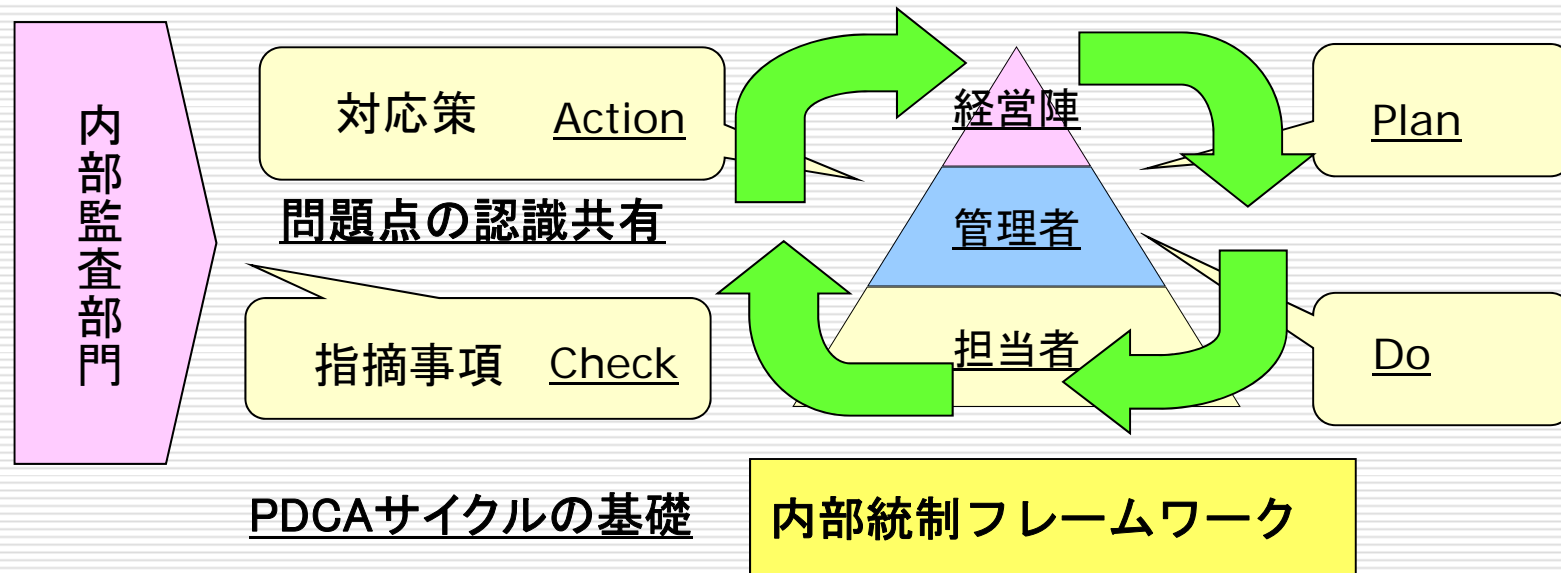 内部監査部門
対応策 Action
経営陣
Plan
問題点の認識共有
管理者
指摘事項 Check
担当者
Do
PDCAサイクルの基礎
内部統制フレームワーク